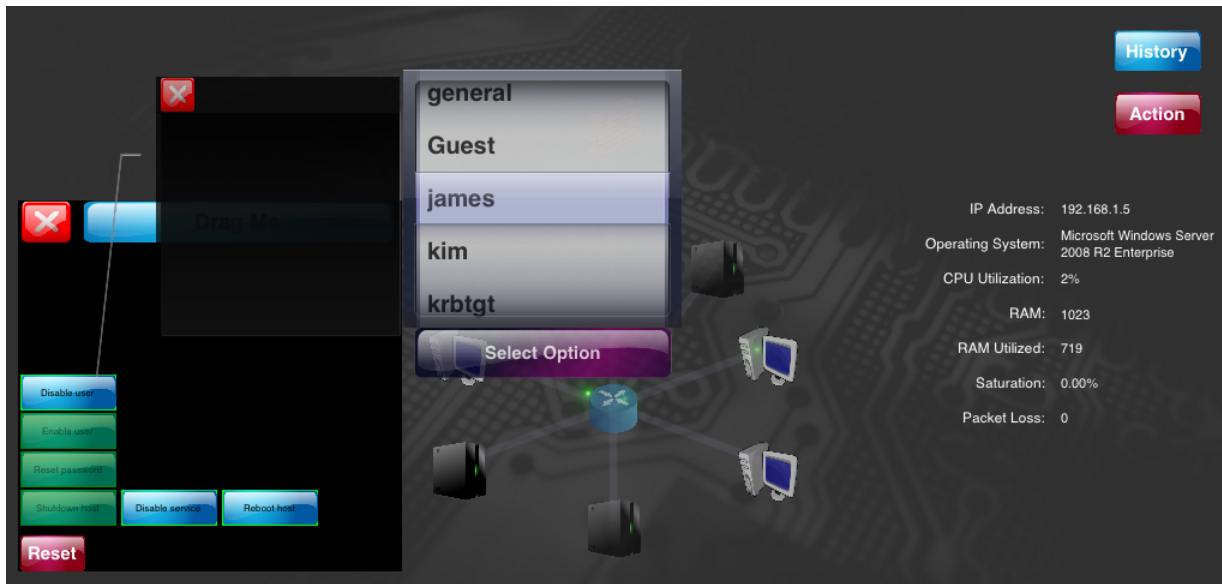 History
Action
general
Guest
james
kim
krbtgt
Select Option
Drag Me
Disable user
Enable user
Reset password
Shutdown host
Disable service
Reboot host
Reset
IP Address: 192.168.1.5
Operating System: Microsoft Windows Server
2008 R2 Enterprise
CPU Utilization: 2%
RAM: 1023
RAM Utilized: 719
Saturation: 0.00%
Packet Loss: 0